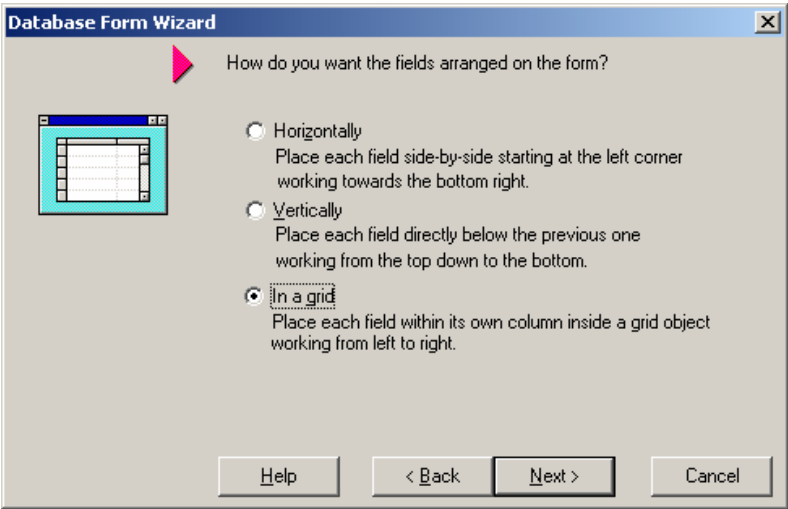 Database Form Wizard
How do you want the fields arranged on the form?
Horizontally
Place each field side-by-side starting at the left corner
working towards the bottom right.
Vertically
Place each field directly below the previous one
working from the top down to the bottom.
In a grid
Place each field within its own column inside a grid object
working from left to right.
Help
< Back
Next >
Cancel